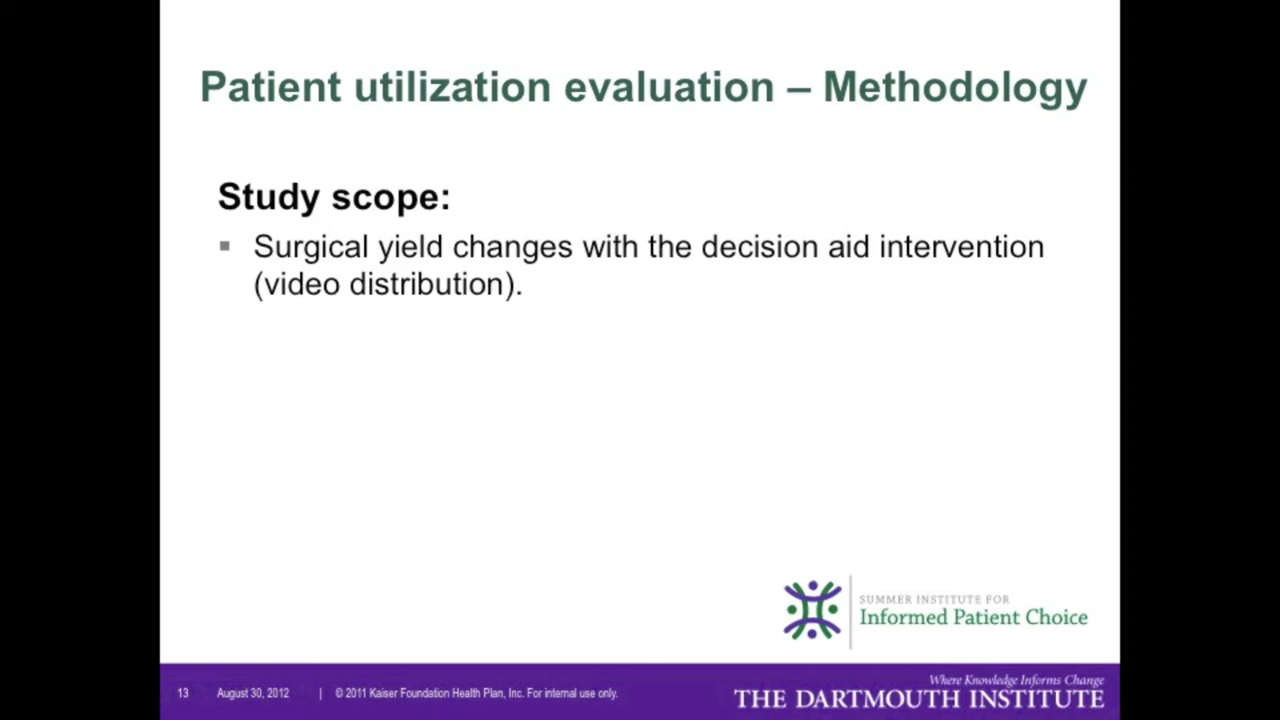 Patient utilization evaluation – Methodology
Study scope:
▪ Surgical yield changes with the decision aid intervention
(video distribution).
SUMMER INSTITUTE FOR
Informed Patient Choice
13 August 30, 2012 | © 2011 Kaiser Foundation Health Plan, Inc. For internal use only.
Where Knowledge Informs Change
THE DARTMOUTH INSTITUTE